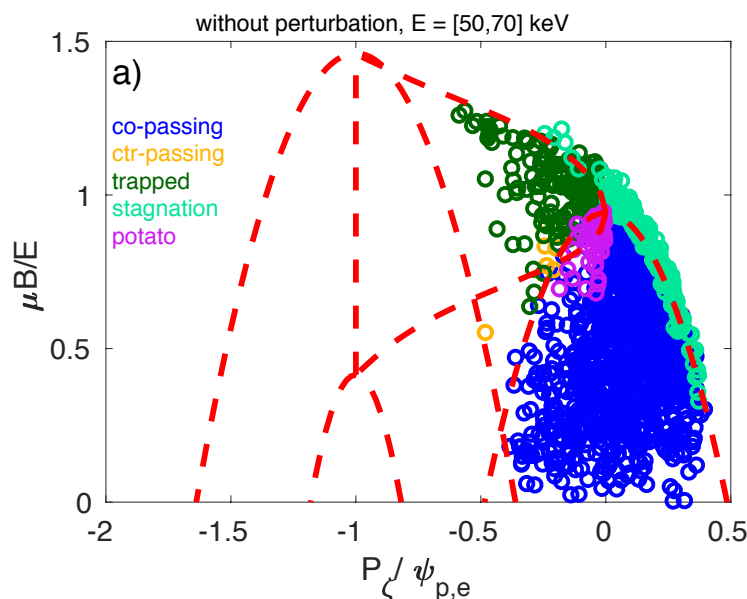 without perturbation, E = [50,70] keV
a)
co-passing
ctr-passing
trapped
stagnation
potato
μB/E
1.5
1
0.5
0
-2
-1.5
-1
-0.5
0
0.5
P_ζ / ψ_p,e